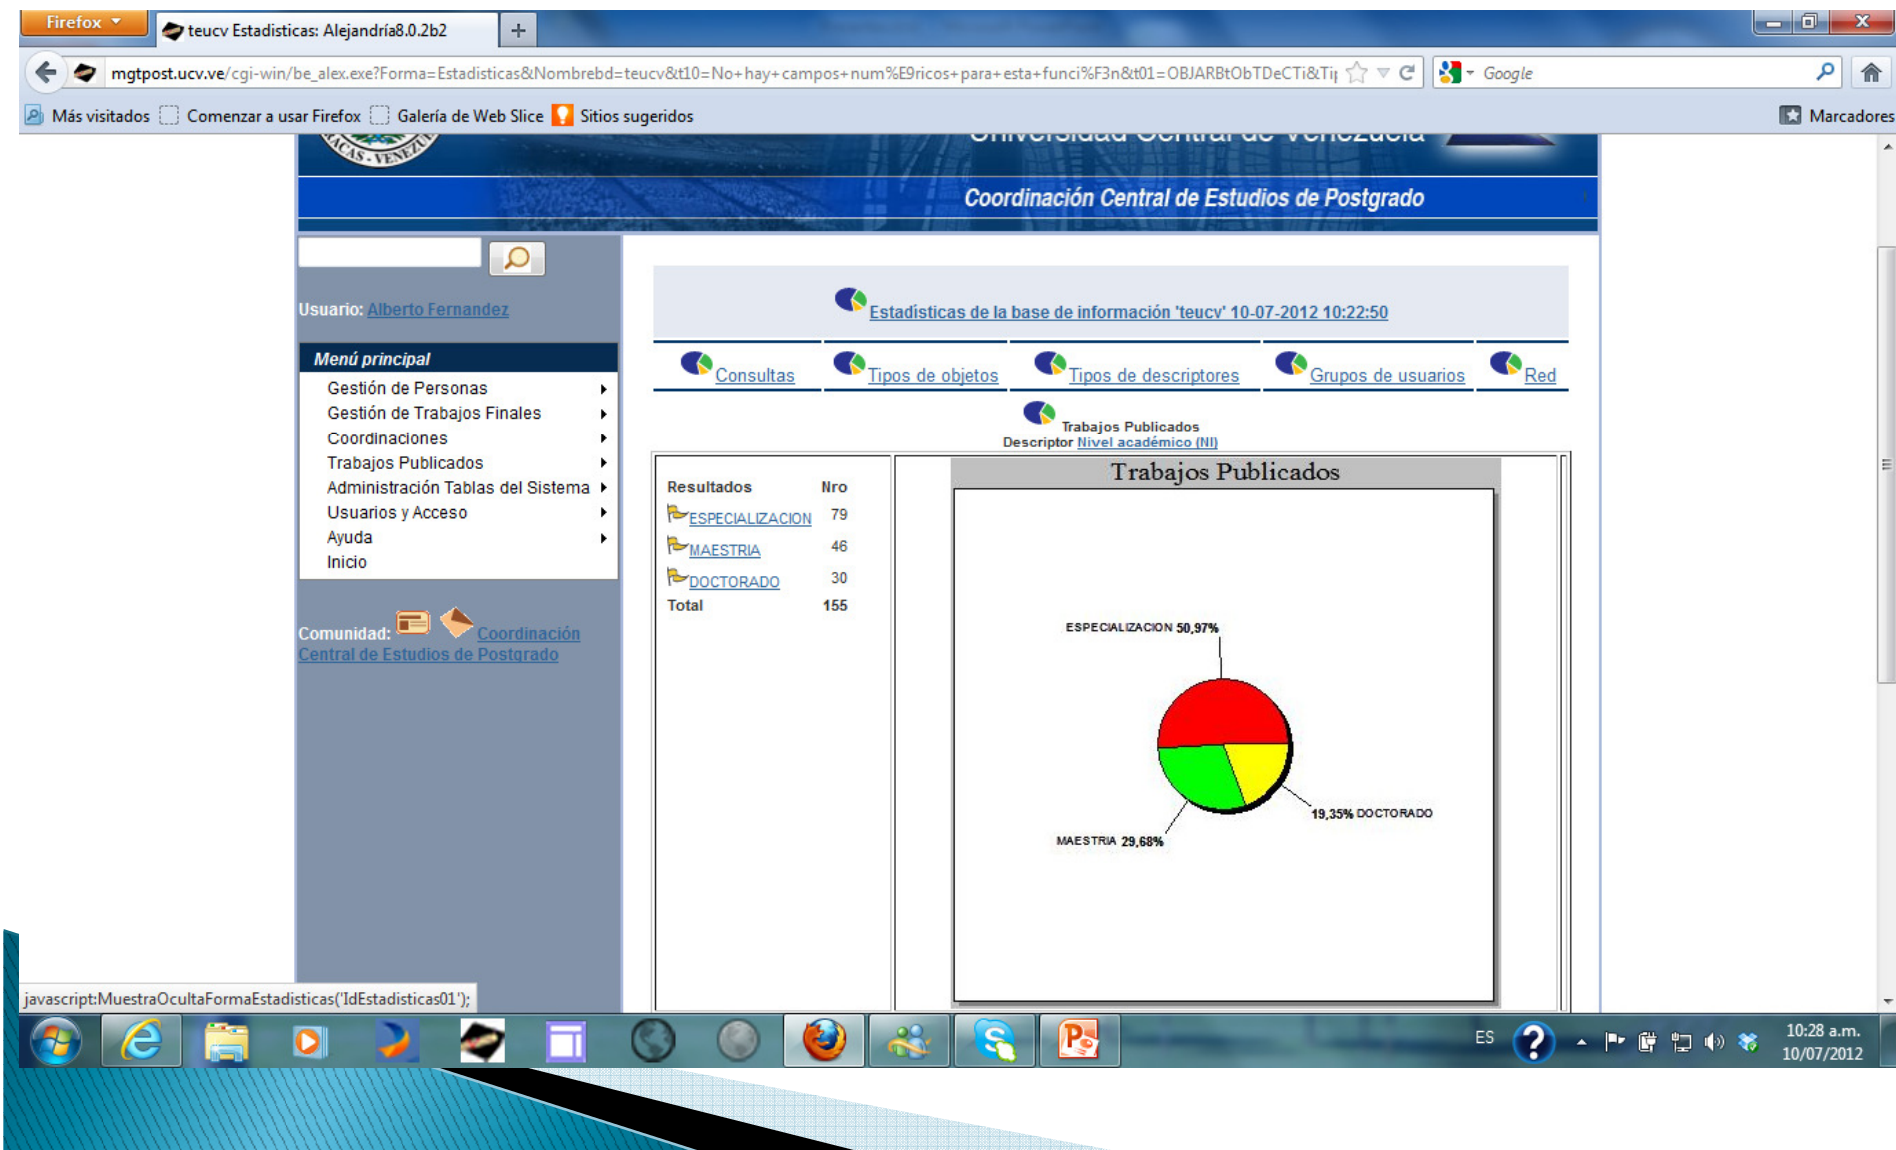 Firefox
teucv Estadisticas: Alejandría8.0.2b2
mgtpost.ucv.ve/cgi-win/be_alex.exe?Forma=Estadisticas&Nombrebd=teucv&t10=No+hay+campos+num%E9ricos+para+esta+funci%F3n&t01=OBJARBtObTDeCTi&Tip
Google
Más visitados Comenzar a usar Firefox Galería de Web Slice Sitios sugeridos Marcadores
CAS - VENEZU
Universidad Central de Venezuela
Coordinación Central de Estudios de Postgrado
Usuario: Alberto Fernandez
Menú principal
Gestión de Personas
Gestión de Trabajos Finales
Coordinaciones
Trabajos Publicados
Administración Tablas del Sistema
Usuarios y Acceso
Ayuda
Inicio
Comunidad: Coordinación
Central de Estudios de Postgrado
Estadísticas de la base de información 'teucv' 10-07-2012 10:22:50
Consultas Tipos de objetos Tipos de descriptores Grupos de usuarios Red
Trabajos Publicados
Descriptor Nivel académico (NI)
Resultados Nro
ESPECIALIZACION 79
MAESTRIA 46
DOCTORADO 30
Total 155
Trabajos Publicados
ESPECIALIZACION 50,97%
19,35% DOCTORADO
MAESTRIA 29,68%
javascript:MuestraOcultaFormaEstadisticas('IdEstadisticas01');
ES
10:28 a.m.
10/07/2012